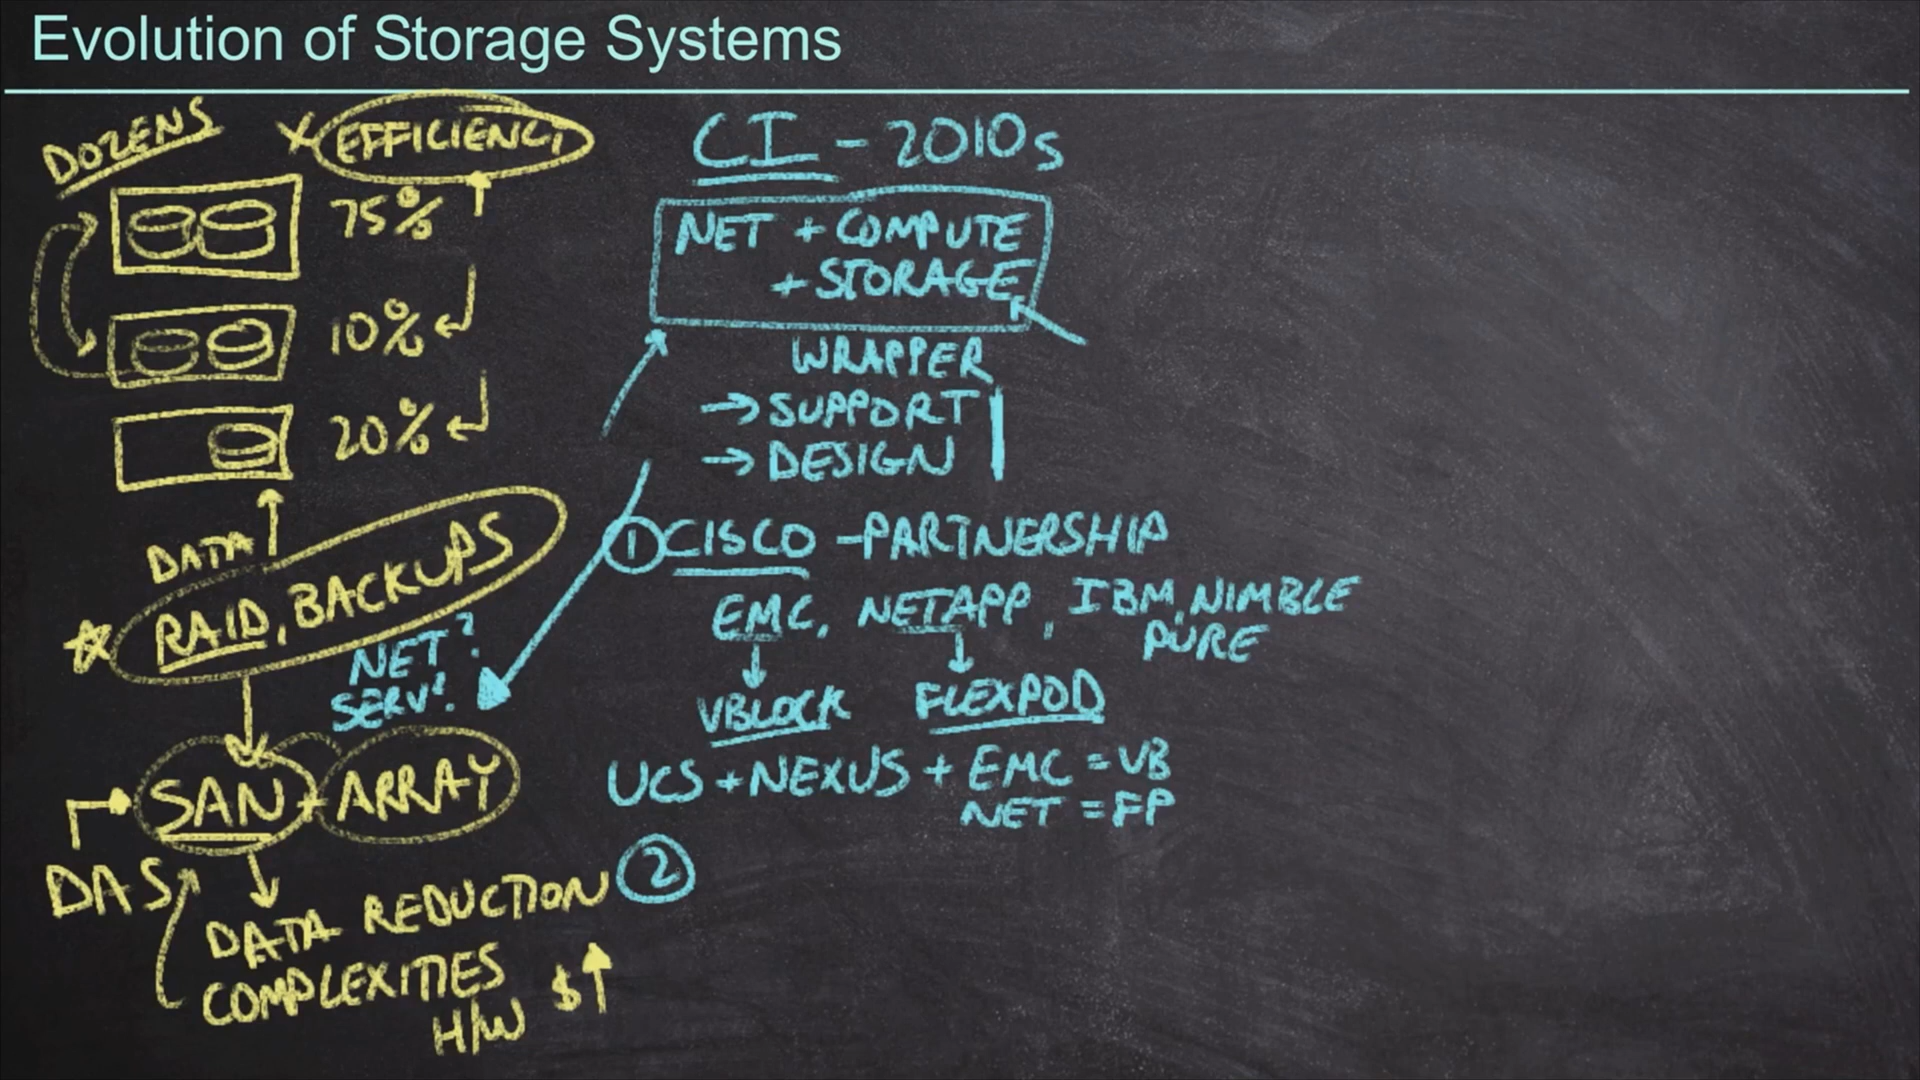 Evolution of Storage Systems
DOZENS
X EFFICIENCY
75%
10%
20%
DATA
RAID, BACKUPS
NET?
SERV?
SAN + ARRAY
DAS
DATA REDUCTION
COMPLEXITIES
H/W $
CI - 2010s
NET + COMPUTE
+ STORAGE
WRAPPER
→ SUPPORT
→ DESIGN
① CISCO - PARTNERSHIP
EMC, NETAPP, IBM, NIMBLE
PURE
VBLOCK FLEXPOD
UCS + NEXUS + EMC = VB
NET = FP
②